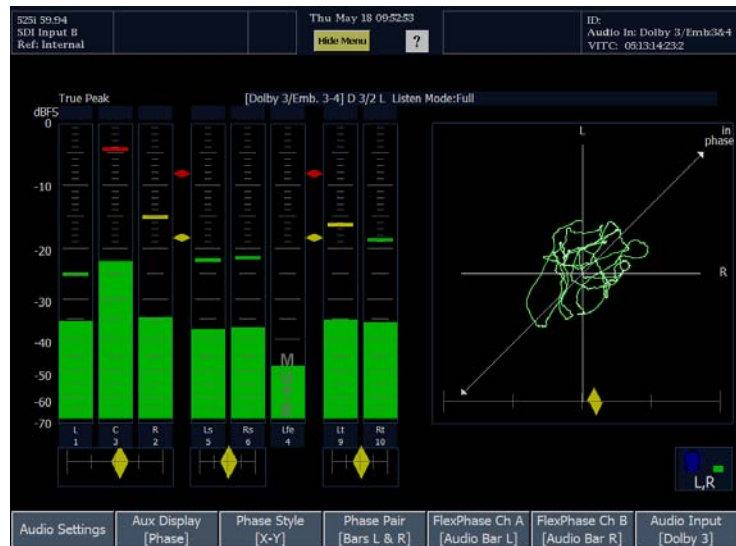 525i 59.94
SDI Input B
Ref: Internal
Thu May 18 09:52:53
Hide Menu
?
ID:
Audio In: Dolby 3/Emb:3&4
VITC: 05:13:14:23:2
True Peak
[Dolby 3/Emb. 3-4] D 3/2 L Listen Mode:Full
dBFS
0
-10
-20
-30
-40
-50
-60
-70
L C R Ls Rs Lfe Lt Rt
1 3 2 5 6 4 9 10
L
in
phase
R
L,R
Audio Settings
Aux Display
[Phase]
Phase Style
[X-Y]
Phase Pair
[Bars L & R]
FlexPhase Ch A
[Audio Bar L]
FlexPhase Ch B
[Audio Bar R]
Audio Input
[Dolby 3]